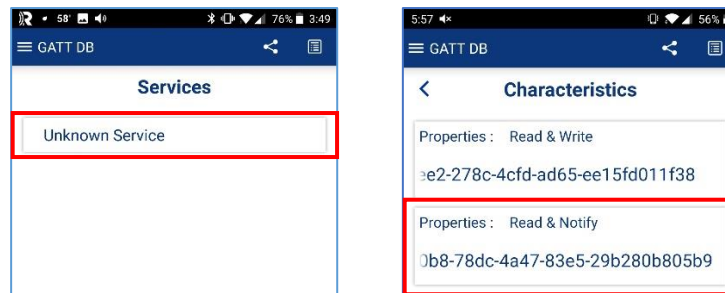 58° 76% 3:49
GATT DB
Services
Unknown Service
5:57 56%
GATT DB
Characteristics
Properties : Read & Write
ee2-278c-4cfd-ad65-ee15fd011f38
Properties : Read & Notify
0b8-78dc-4a47-83e5-29b280b805b9